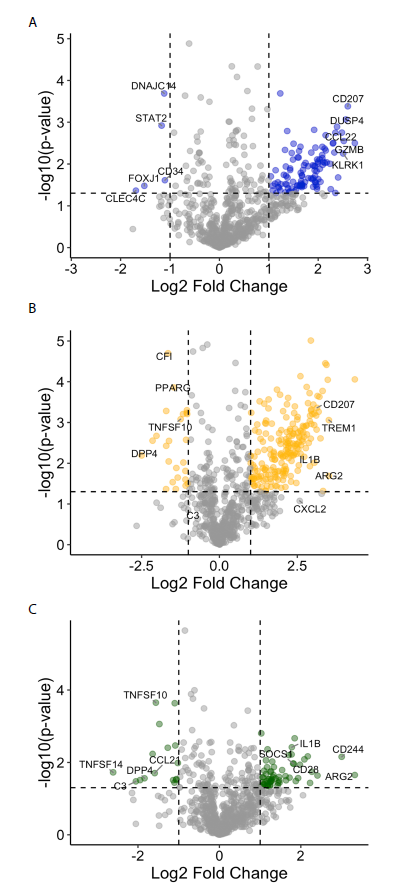 A
5
4
3
2
1
0
-log10(p-value)
DNAJC14
CD207
STAT2
DUSP4
CCL22
GZMB
KLRK1
CD34
FOXJ1
CLEC4C
-3 -2 -1 0 1 2 3
Log2 Fold Change
B
5
4
3
2
1
0
-log10(p-value)
CFI
PPARG
CD207
TNFSF10
TREM1
DPP4
IL1B
ARG2
C3
CXCL2
-2.5 0.0 2.5
Log2 Fold Change
C
4
2
0
-log10(p-value)
TNFSF10
IL1B
SOCS1
CD244
CCL21
TNFSF14
DPP4
CD28
ARG2
C3
-2 0 2
Log2 Fold Change